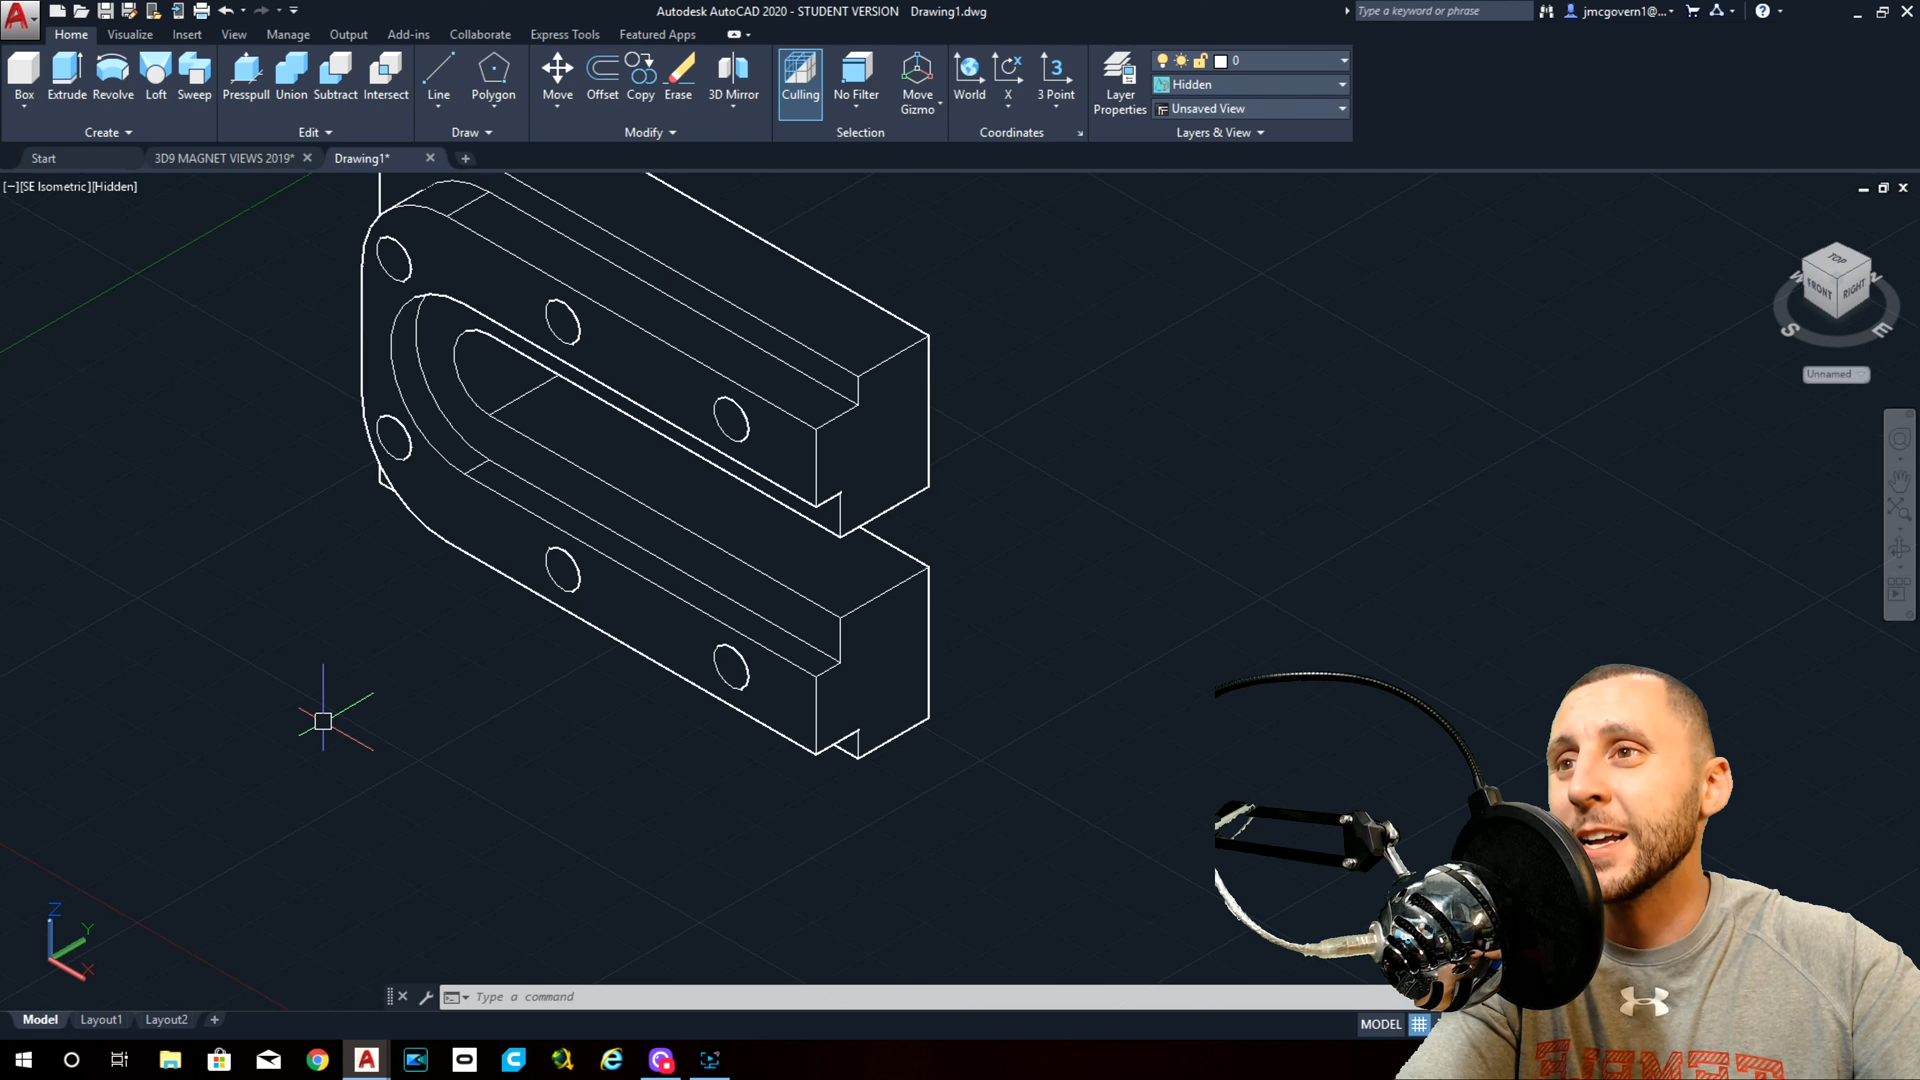 Autodesk AutoCAD 2020 - STUDENT VERSION Drawing1.dwg
Type a keyword or phrase
jmcgovern1@...
Home Visualize Insert View Manage Output Add-ins Collaborate Express Tools Featured Apps
Box Extrude Revolve Loft Sweep Presspull Union Subtract Intersect Line Polygon Move Offset Copy Erase 3D Mirror Culling No Filter Move Gizmo World X 3 Point Layer Properties
0
Hidden
Unsaved View
Create Edit Draw Modify Selection Coordinates Layers & View
Start 3D9 MAGNET VIEWS 2019* Drawing1*
[−][SE Isometric][Hidden]
TOP
FRONT RIGHT
W N
S E
Unnamed
Z
Y
X
Type a command
Model Layout1 Layout2 +
MODEL